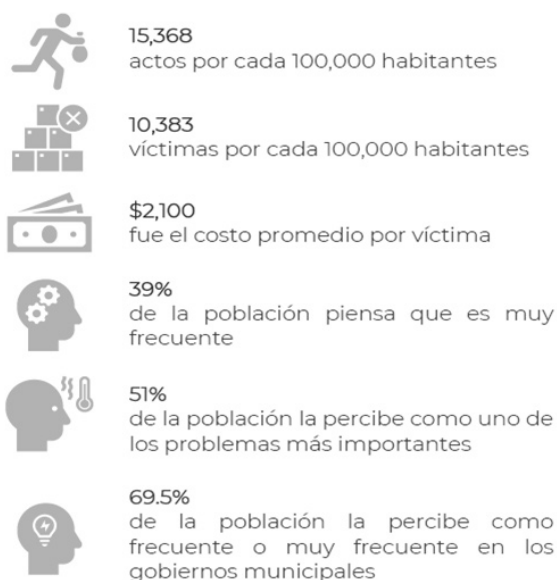 15,368
actos por cada 100,000 habitantes
10,383
víctimas por cada 100,000 habitantes
$2,100
fue el costo promedio por víctima
39%
de la población piensa que es muy
frecuente
51%
de la población la percibe como uno de
los problemas más importantes
69.5%
de la población la percibe como
frecuente o muy frecuente en los
gobiernos municipales